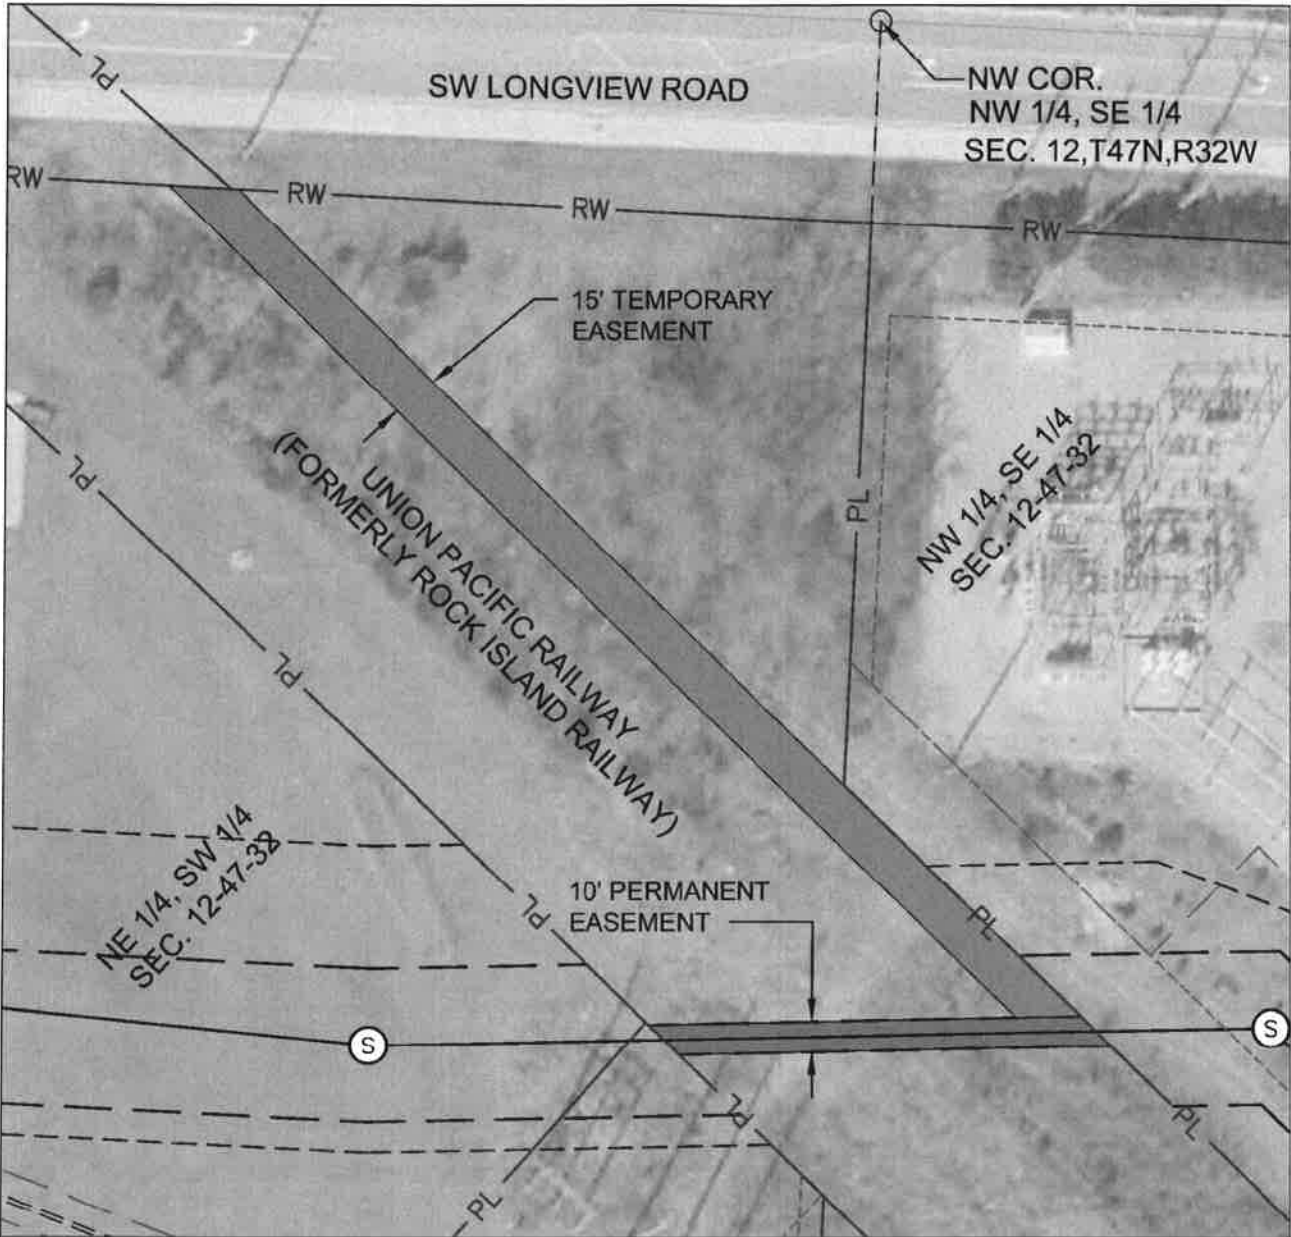 PL
SW LONGVIEW ROAD
NW COR.
NW 1/4, SE 1/4
SEC. 12,T47N,R32W
RW
RW
RW
RW
15' TEMPORARY
EASEMENT
PL
PL
UNION PACIFIC RAILWAY
(FORMERLY ROCK ISLAND RAILWAY)
NW 1/4, SE 1/4
SEC. 12-47-32
PL
NE 1/4, SW 1/4
SEC. 12-47-32
10' PERMANENT
EASEMENT
PL
PL
S
S
PL
PL
PL